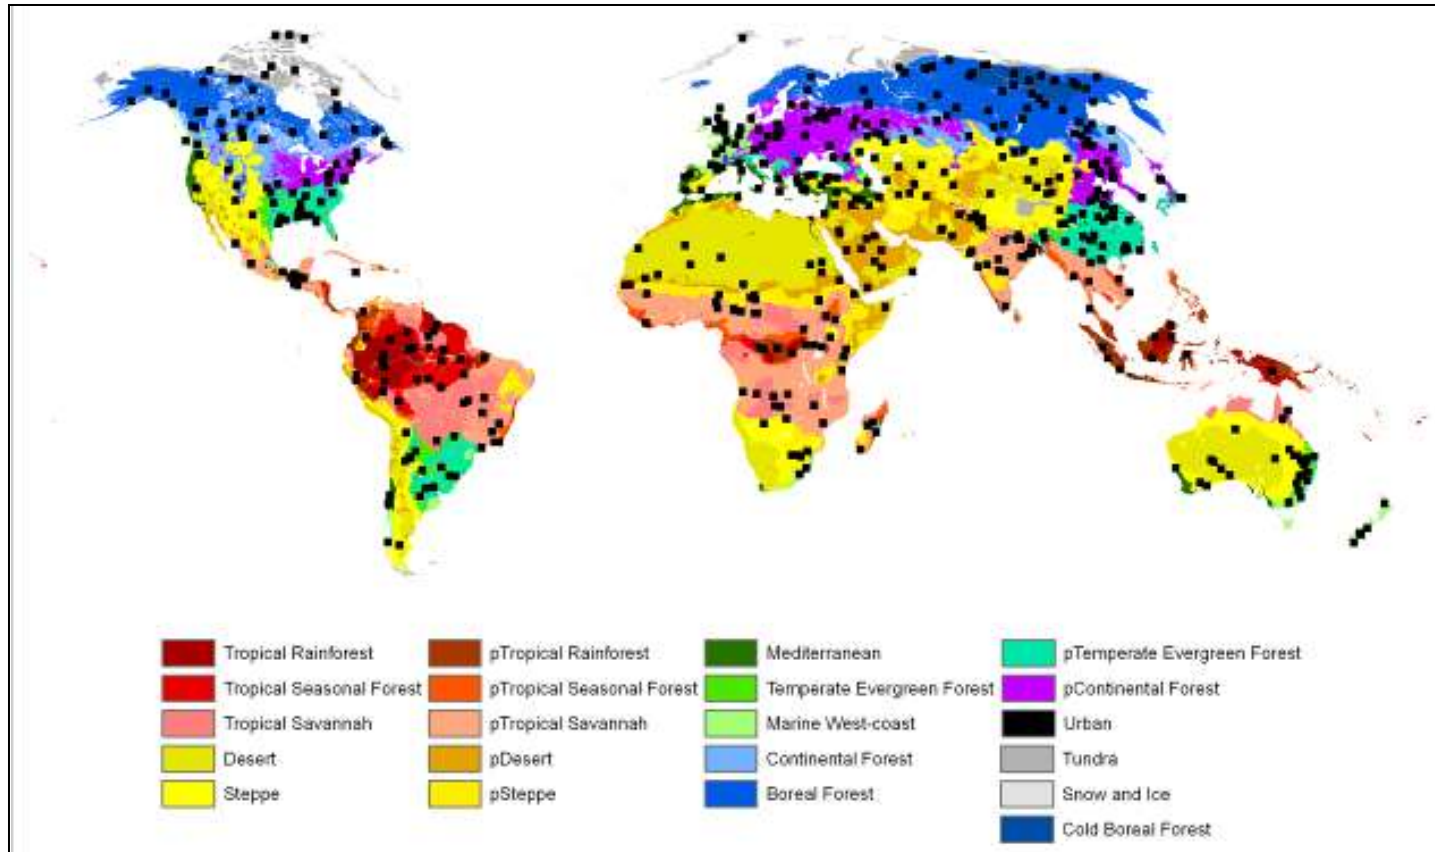 Tropical Rainforest pTropical Rainforest Mediterranean pTemperate Evergreen Forest
Tropical Seasonal Forest pTropical Seasonal Forest Temperate Evergreen Forest pContinental Forest
Tropical Savannah pTropical Savannah Marine West-coast Urban
Desert pDesert Continental Forest Tundra
Steppe pSteppe Boreal Forest Snow and Ice
Cold Boreal Forest